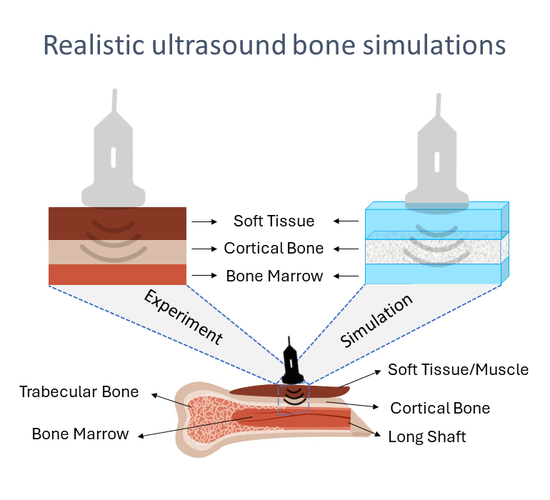 Realistic ultrasound bone simulations
Soft Tissue
Cortical Bone
Bone Marrow
Experiment
Simulation
Soft Tissue/Muscle
Trabecular Bone
Cortical Bone
Bone Marrow
Long Shaft